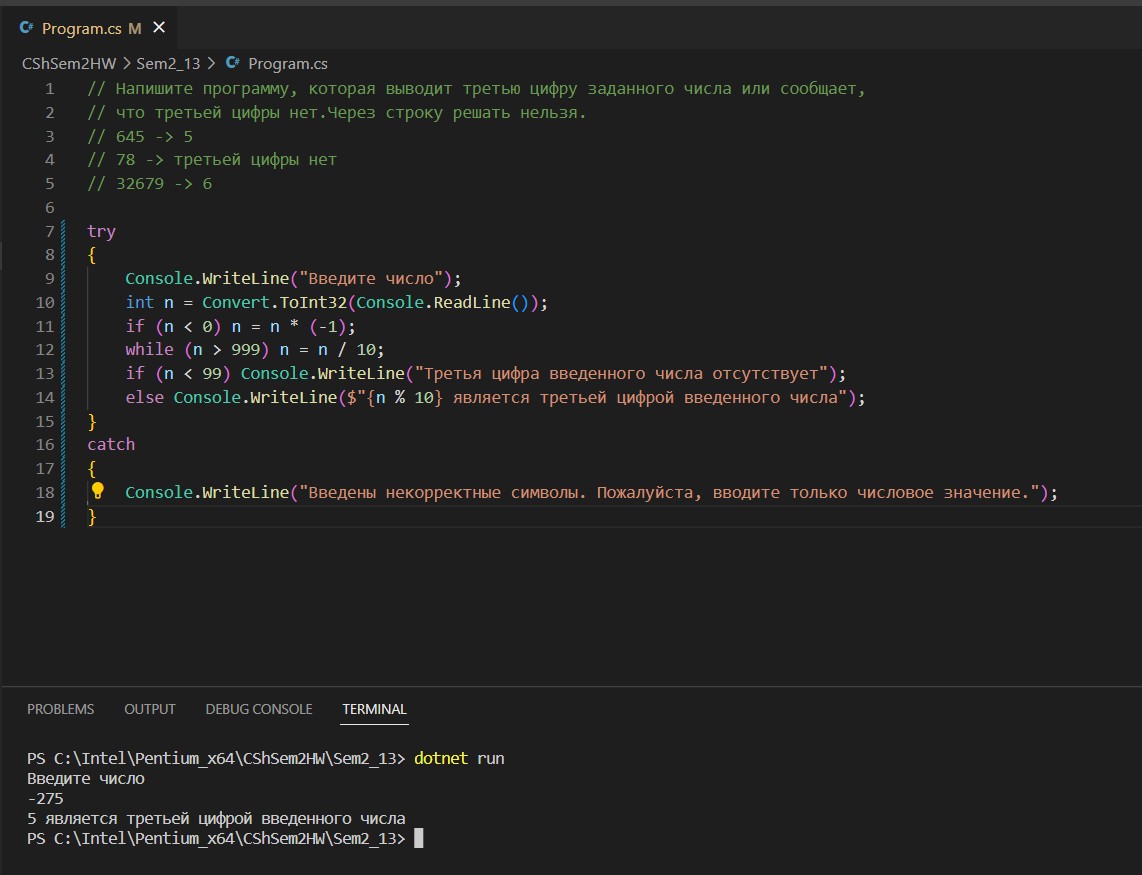 Program.cs M
CShSem2HW > Sem2_13 > Program.cs
1 // Напишите программу, которая выводит третью цифру заданного числа или сообщает,
2 // что третьей цифры нет.Через строку решать нельзя.
3 // 645 -> 5
4 // 78 -> третьей цифры нет
5 // 32679 -> 6
6
7 try
8 {
9 Console.WriteLine("Введите число");
10 int n = Convert.ToInt32(Console.ReadLine());
11 if (n < 0) n = n * (-1);
12 while (n > 999) n = n / 10;
13 if (n < 99) Console.WriteLine("Третья цифра введенного числа отсутствует");
14 else Console.WriteLine($"{n % 10} является третьей цифрой введенного числа");
15 }
16 catch
17 {
18 Console.WriteLine("Введены некорректные символы. Пожалуйста, вводите только числовое значение.");
19 }
PROBLEMS OUTPUT DEBUG CONSOLE TERMINAL
PS C:\Intel\Pentium_x64\CShSem2HW\Sem2_13> dotnet run
Введите число
-275
5 является третьей цифрой введенного числа
PS C:\Intel\Pentium_x64\CShSem2HW\Sem2_13>